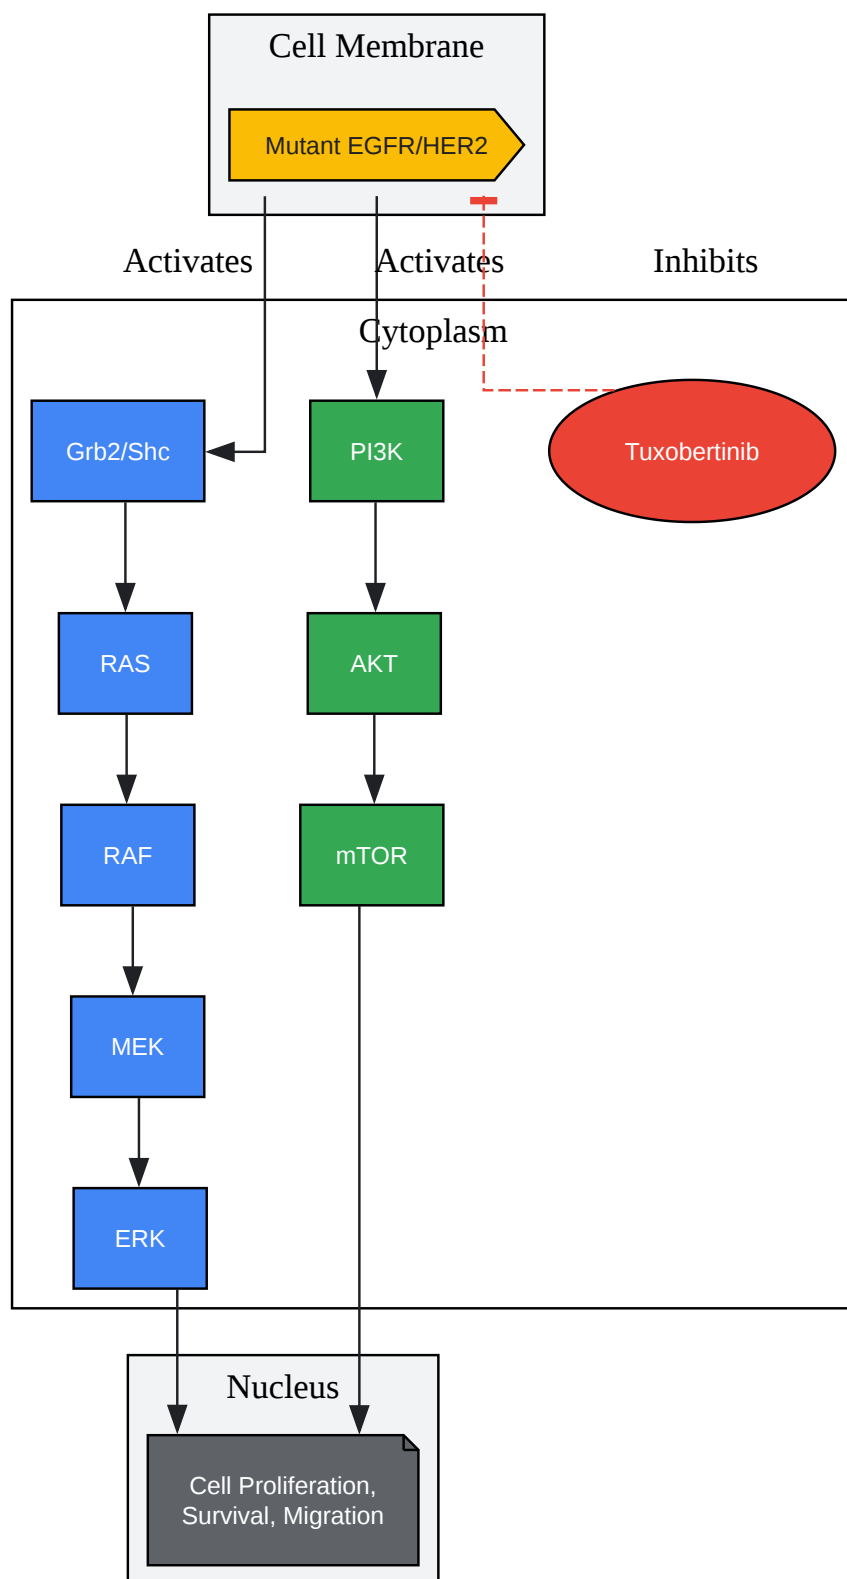 Cell Membrane
Mutant EGFR/HER2
Activates
Activates
Inhibits
Cytoplasm
Grb2/Shc
PI3K
Tuxobertinib
RAS
AKT
RAF
mTOR
MEK
ERK
Nucleus
Cell Proliferation,
Survival, Migration